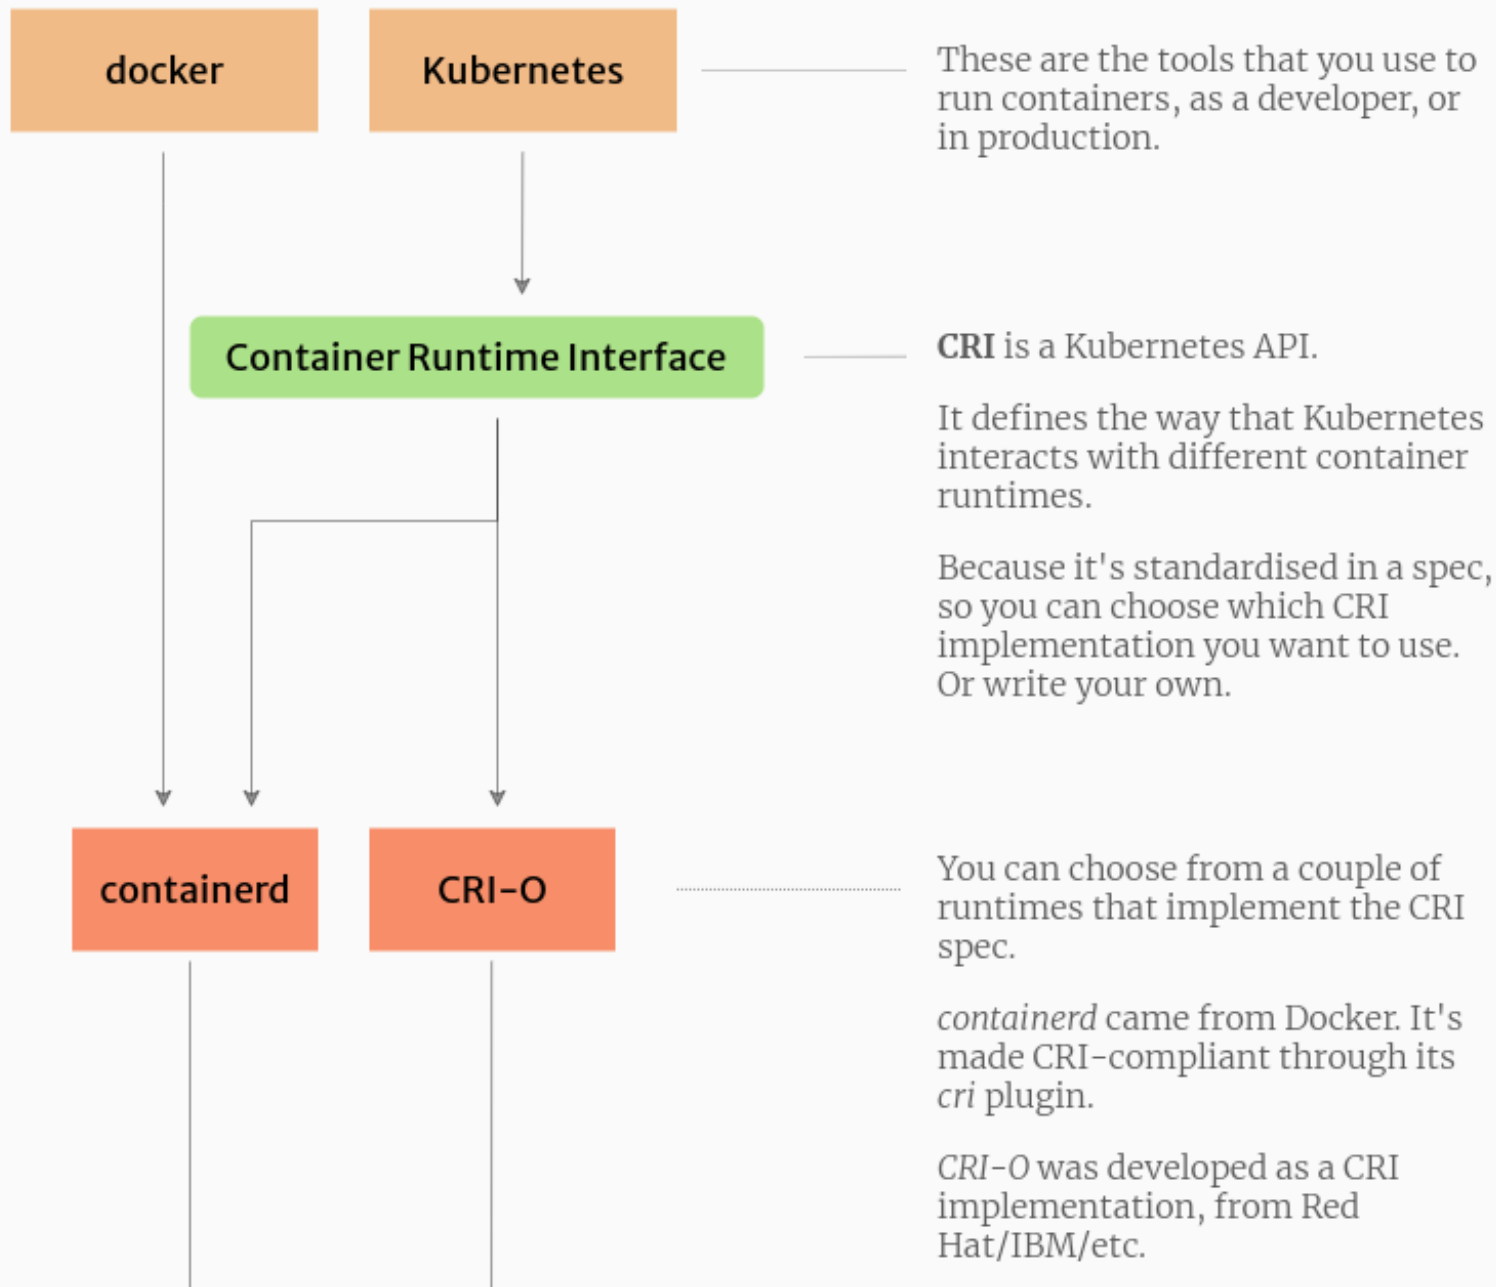 docker
Kubernetes
These are the tools that you use to
run containers, as a developer, or
in production.
Container Runtime Interface
CRI is a Kubernetes API.
It defines the way that Kubernetes
interacts with different container
runtimes.
Because it's standardised in a spec,
so you can choose which CRI
implementation you want to use.
Or write your own.
containerd
CRI-O
You can choose from a couple of
runtimes that implement the CRI
spec.
containerd came from Docker. It's
made CRI-compliant through its
cri plugin.
CRI-O was developed as a CRI
implementation, from Red
Hat/IBM/etc.